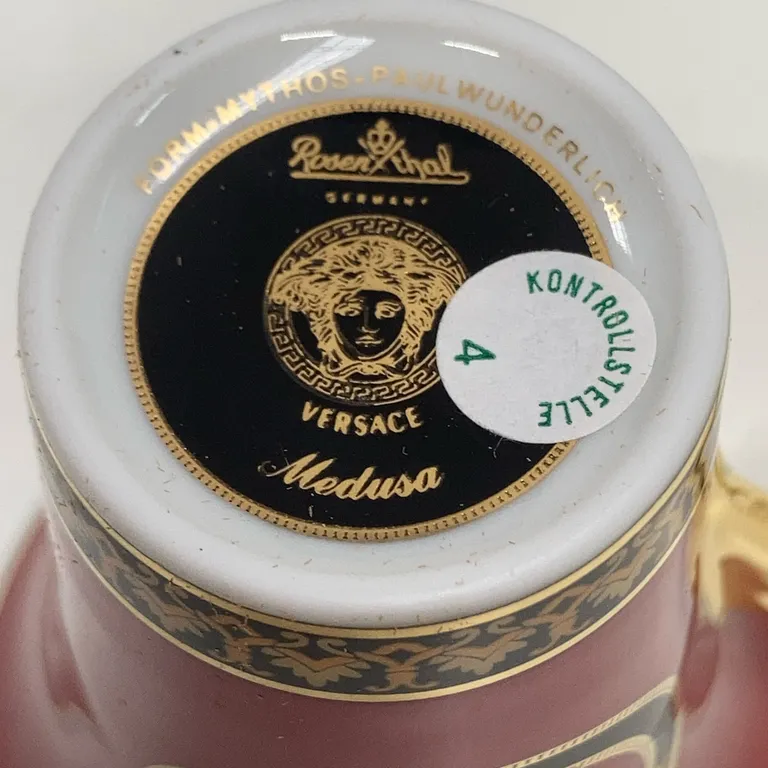 FORM-MYTHOS-PAUL WUNDERLICH
Rosenthal
GERMANY
VERSACE
Medusa
KONTROLLSTELLE
4